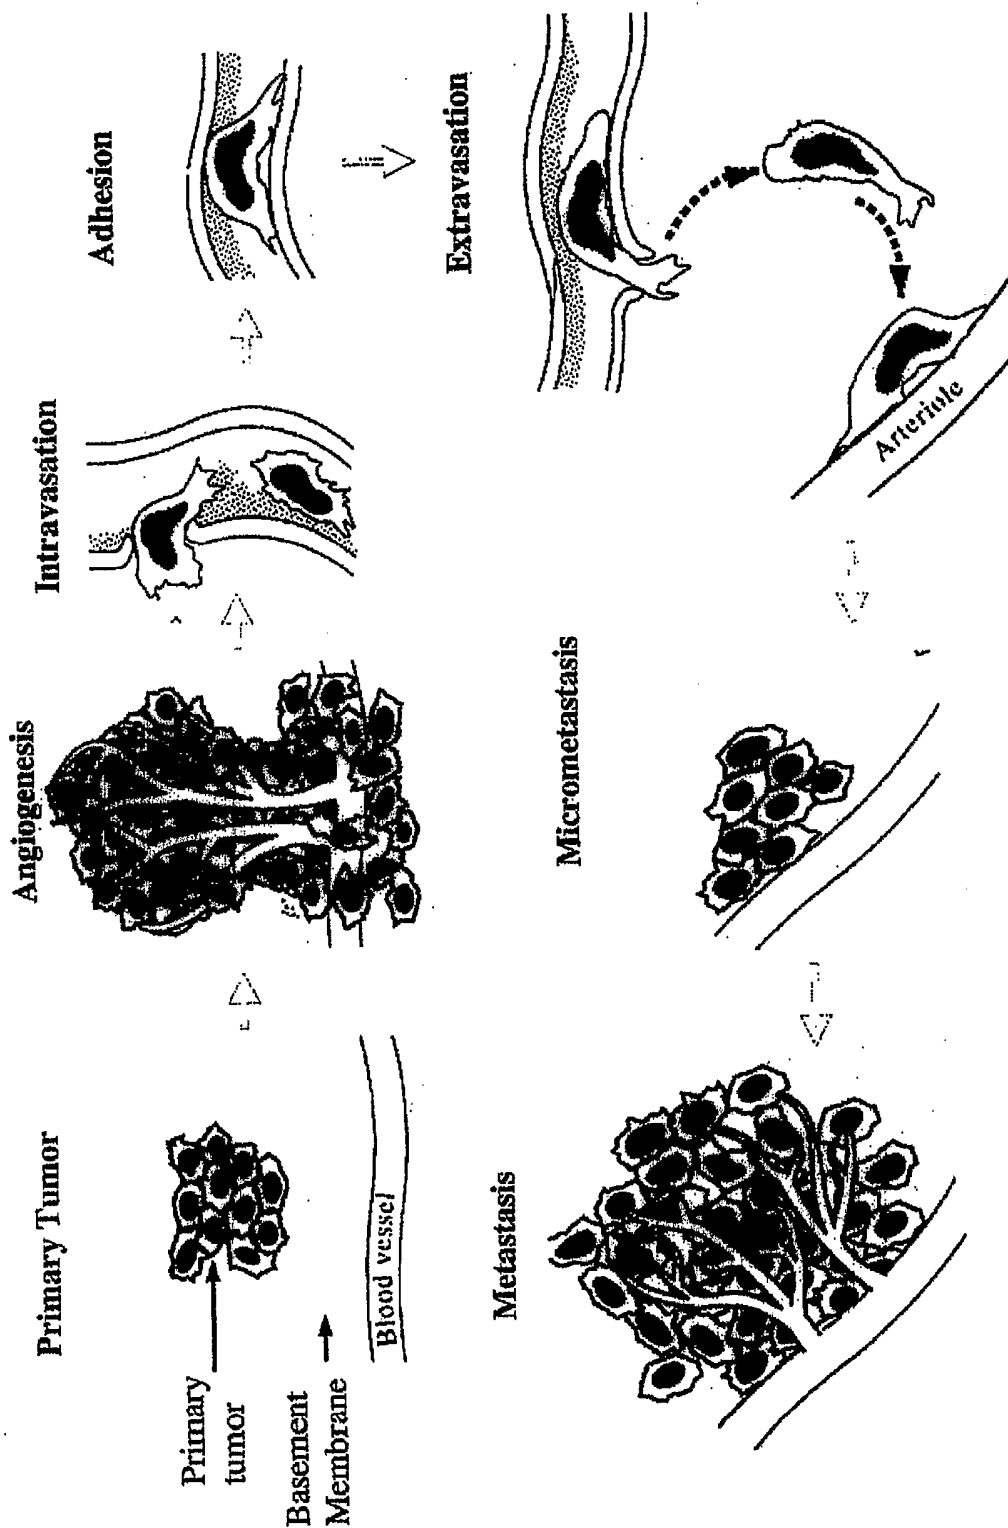 Primary Tumor
Angiogenesis
Intravasation
Adhesion
Primary
tumor
Basement
Membrane
Blood vessel
Extravasation
Arteriole
Micrometastasis
Metastasis